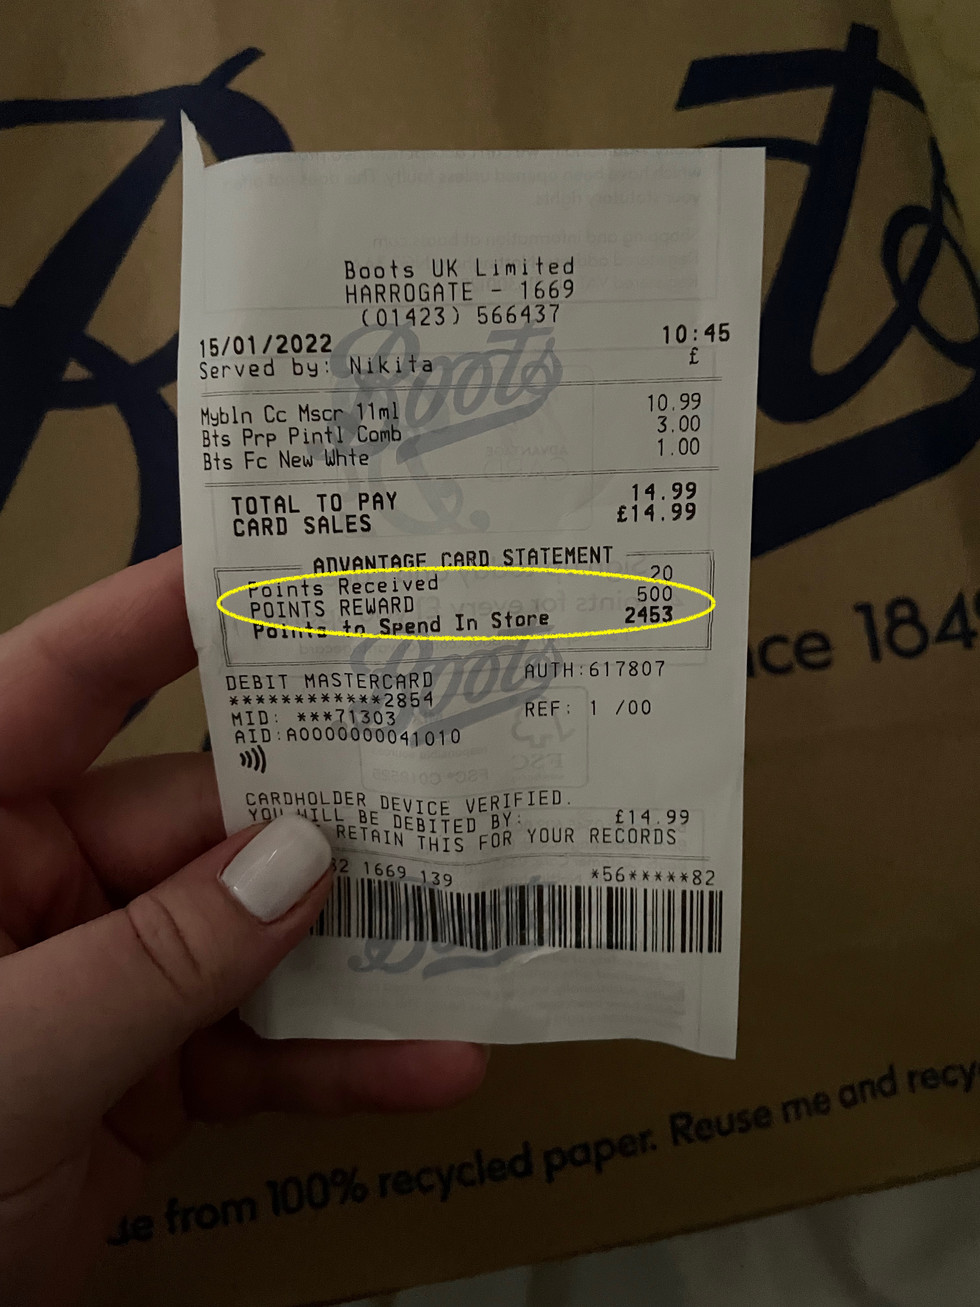 Boots UK Limited
HARROGATE - 1669
(01423) 566437
15/01/2022 10:45
Served by: Nikita £
Mybln Cc Mscr 11ml 10.99
Bts Prp Pintl Comb 3.00
Bts Fc New Whte 1.00
TOTAL TO PAY 14.99
CARD SALES £14.99
ADVANTAGE CARD STATEMENT
Points Received 20
POINTS REWARD 500
Points to Spend In Store 2453
DEBIT MASTERCARD AUTH:617807
************2854
MID: ***71303 REF: 1 /00
AID:A0000000041010
CARDHOLDER DEVICE VERIFIED.
YOU WILL BE DEBITED BY: £14.99
RETAIN THIS FOR YOUR RECORDS
1669 139 *56*****82
Boots
Boots
Boots
ts
nce 184
from 100% recycled paper. Reuse me and recy